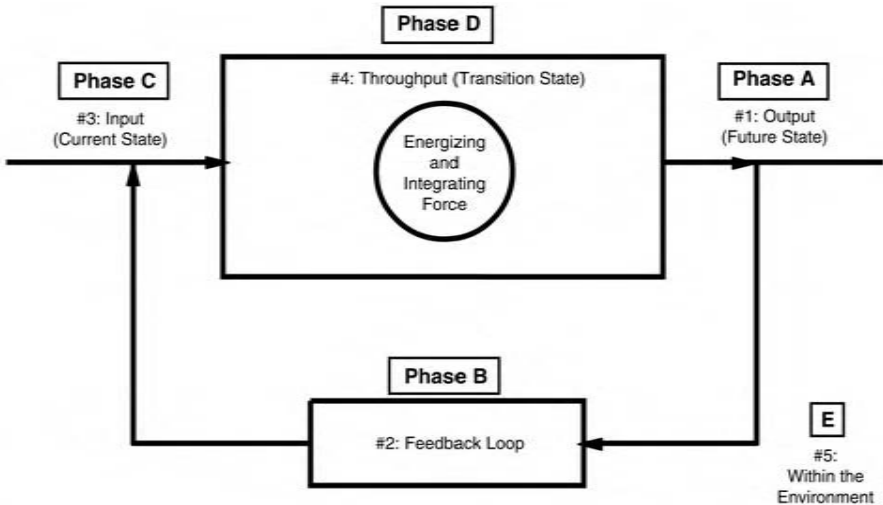 Phase D
Phase C
#4: Throughput (Transition State)
Phase A
#3: Input
(Current State)
#1: Output
(Future State)
Energizing
and
Integrating
Force
Phase B
#2: Feedback Loop
E
#5:
Within the
Environment